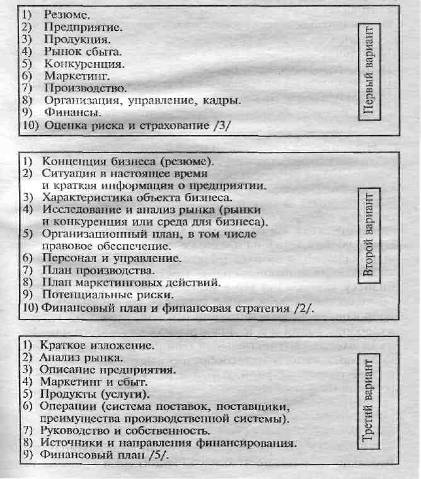 1) Резюме.
2) Предприятие.
3) Продукция.
4) Рынок сбыта.
5) Конкуренция.
6) Маркетинг.
7) Производство.
8) Организация, управление, кадры.
9) Финансы.
10) Оценка риска и страхование /3/
Первый вариант
1) Концепция бизнеса (резюме).
2) Ситуация в настоящее время
и краткая информация о предприятии.
3) Характеристика объекта бизнеса.
4) Исследование и анализ рынка (рынки
и конкуренция или среда для бизнеса).
5) Организационный план, в том числе
правовое обеспечение.
6) Персонал и управление.
7) План производства.
8) План маркетинговых действий.
9) Потенциальные риски.
10) Финансовый план и финансовая стратегия /2/.
Второй вариант
1) Краткое изложение.
2) Анализ рынка.
3) Описание предприятия.
4) Маркетинг и сбыт.
5) Продукты (услуги).
6) Операции (система поставок, поставщики,
преимущества производственной системы).
7) Руководство и собственность.
8) Источники и направления финансирования.
9) Финансовый план /5/.
Третий вариант